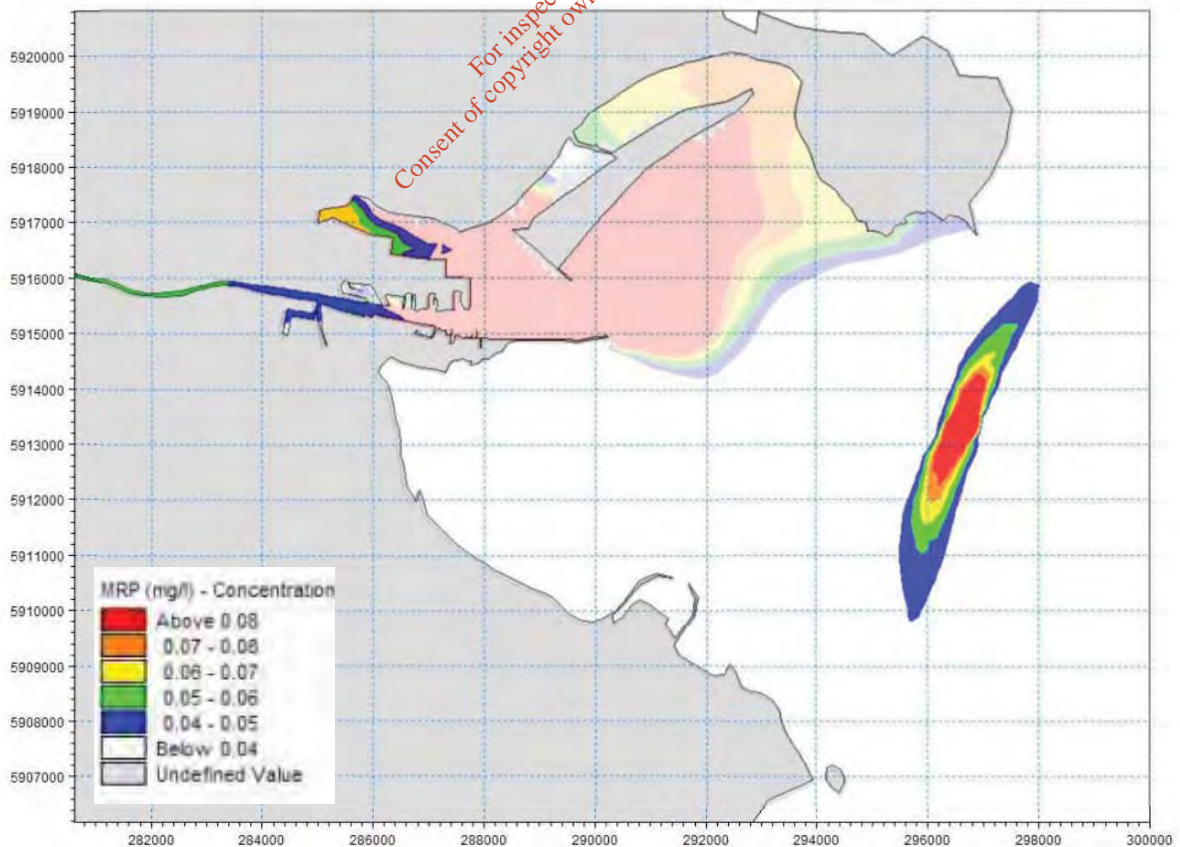 For inspec
Consent of copyright own
5920000
5919000
5918000
5917000
5916000
5915000
5914000
5913000
5912000
5911000
5910000
5909000
5908000
5907000
MRP (mg/l) - Concentration
Above 0.08
0.07 - 0.08
0.06 - 0.07
0.05 - 0.06
0.04 - 0.05
Below 0.04
Undefined Value
282000 284000 286000 288000 290000 292000 294000 296000 298000 300000